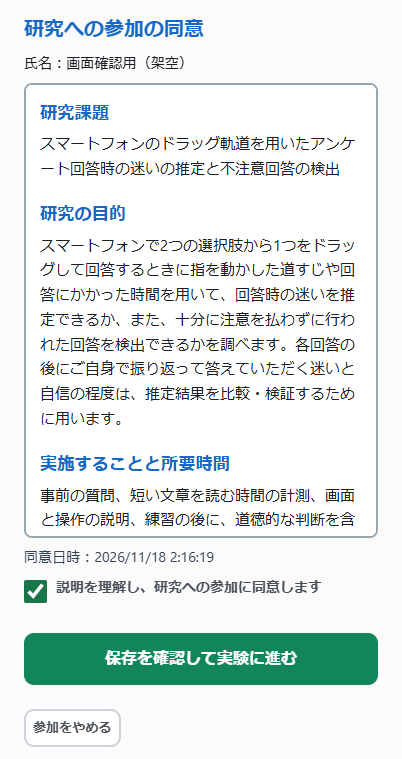 研究への参加の同意
氏名：画面確認用（架空）
研究課題
スマートフォンのドラッグ軌道を用いたアンケ
ート回答時の迷いの推定と不注意回答の検出
研究の目的
スマートフォンで2つの選択肢から1つをドラッ
グして回答するときに指を動かした道すじや回
答にかかった時間を用いて、回答時の迷いを推
定できるか、また、十分に注意を払わずに行わ
れた回答を検出できるかを調べます。各回答の
後にご自身で振り返って答えていただく迷いと
自信の程度は、推定結果を比較・検証するため
に用います。
実施することと所要時間
事前の質問、短い文章を読む時間の計測、画面
と操作の説明、練習の後に、道徳的な判断を含
同意日時：2026/11/18 2:16:19
説明を理解し、研究への参加に同意します
保存を確認して実験に進む
参加をやめる